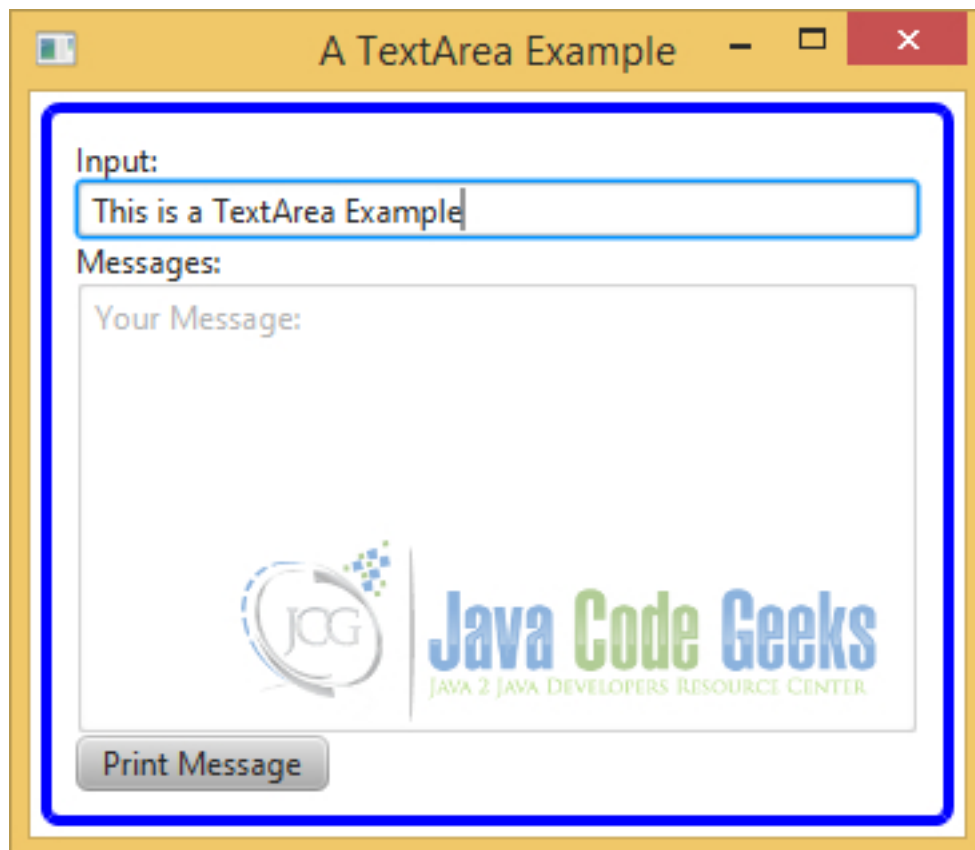 A TextArea Example
Input:
This is a TextArea Example
Messages:
Your Message:
JCG
Java Code Geeks
JAVA 2 JAVA DEVELOPERS RESOURCE CENTER
Print Message